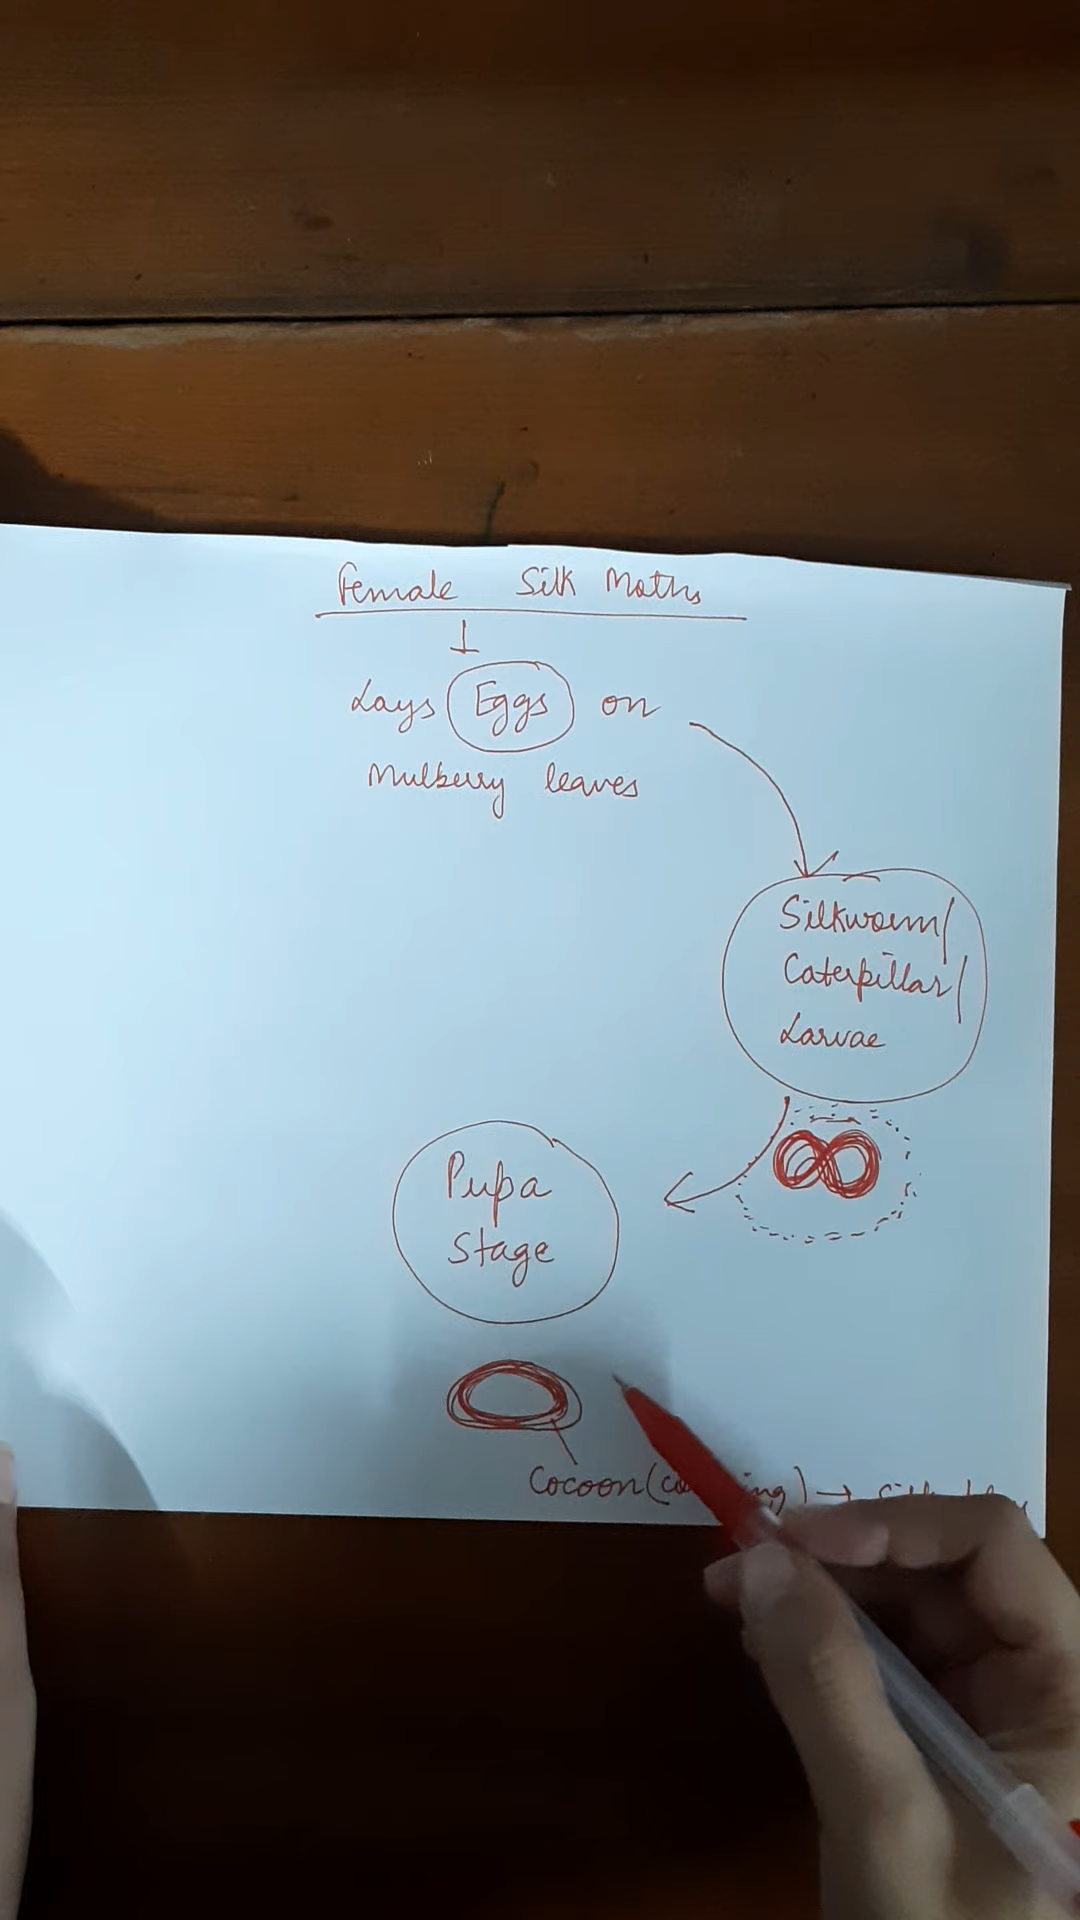 Female Silk Moths
Lays Eggs on
Mulberry leaves
Silkworm/
Caterpillar/
Larvae
Pupa
Stage
Cocoon ( ) →